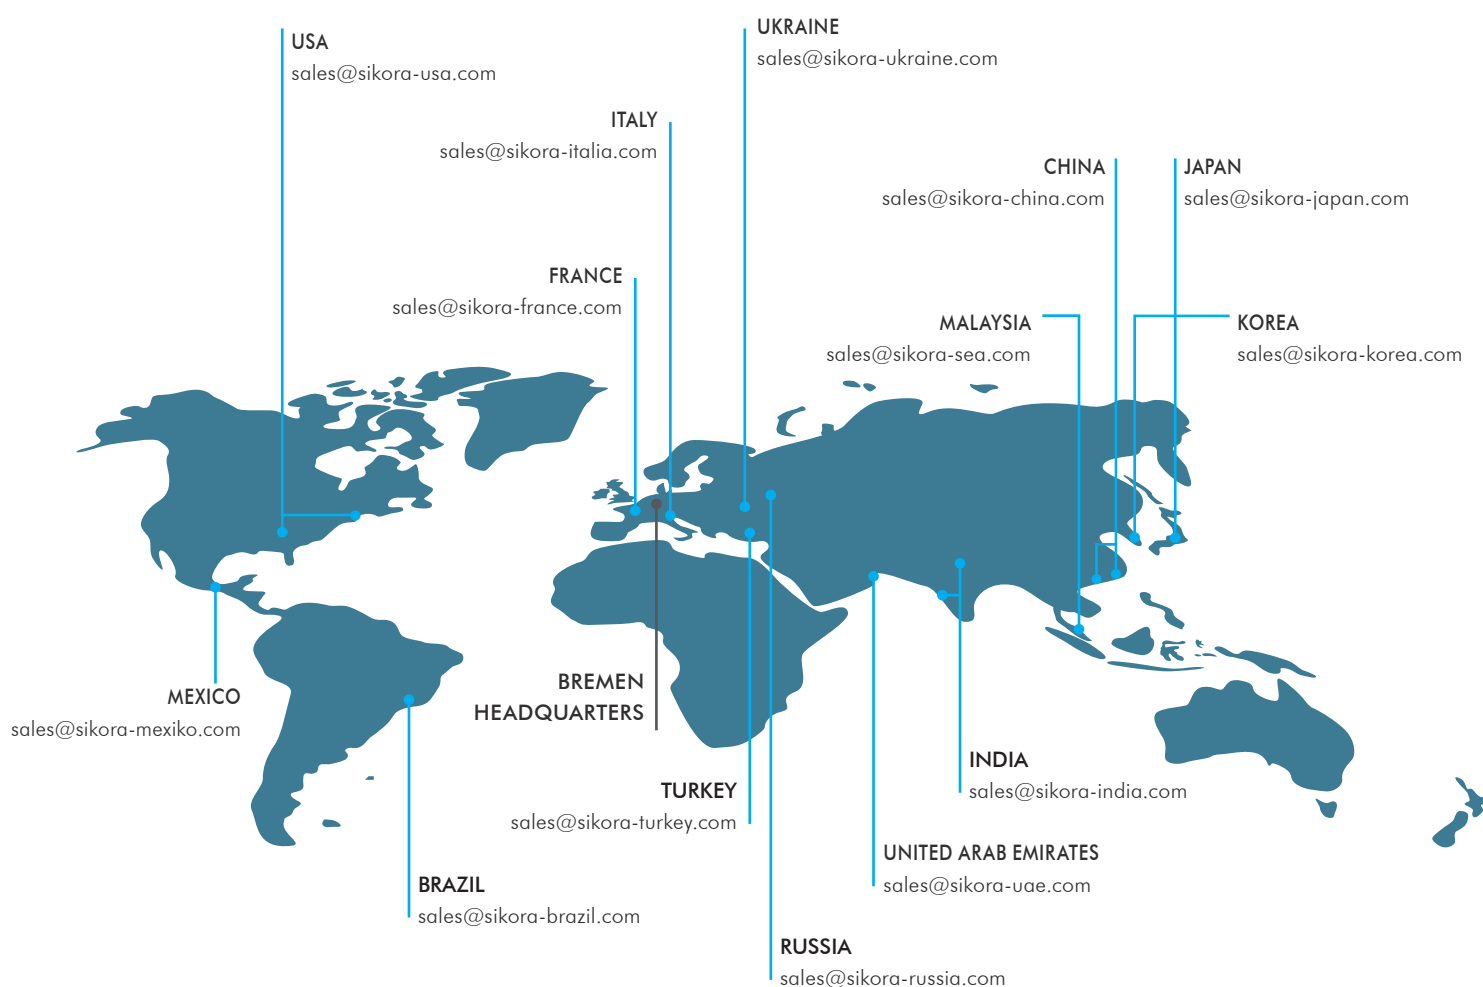 USA
sales@sikora-usa.com
UKRAINE
sales@sikora-ukraine.com
ITALY
sales@sikora-italia.com
CHINA
sales@sikora-china.com
JAPAN
sales@sikora-japan.com
FRANCE
sales@sikora-france.com
MALAYSIA
sales@sikora-sea.com
KOREA
sales@sikora-korea.com
MEXICO
sales@sikora-mexiko.com
BREMEN
HEADQUARTERS
INDIA
sales@sikora-india.com
TURKEY
sales@sikora-turkey.com
UNITED ARAB EMIRATES
sales@sikora-uae.com
BRAZIL
sales@sikora-brazil.com
RUSSIA
sales@sikora-russia.com